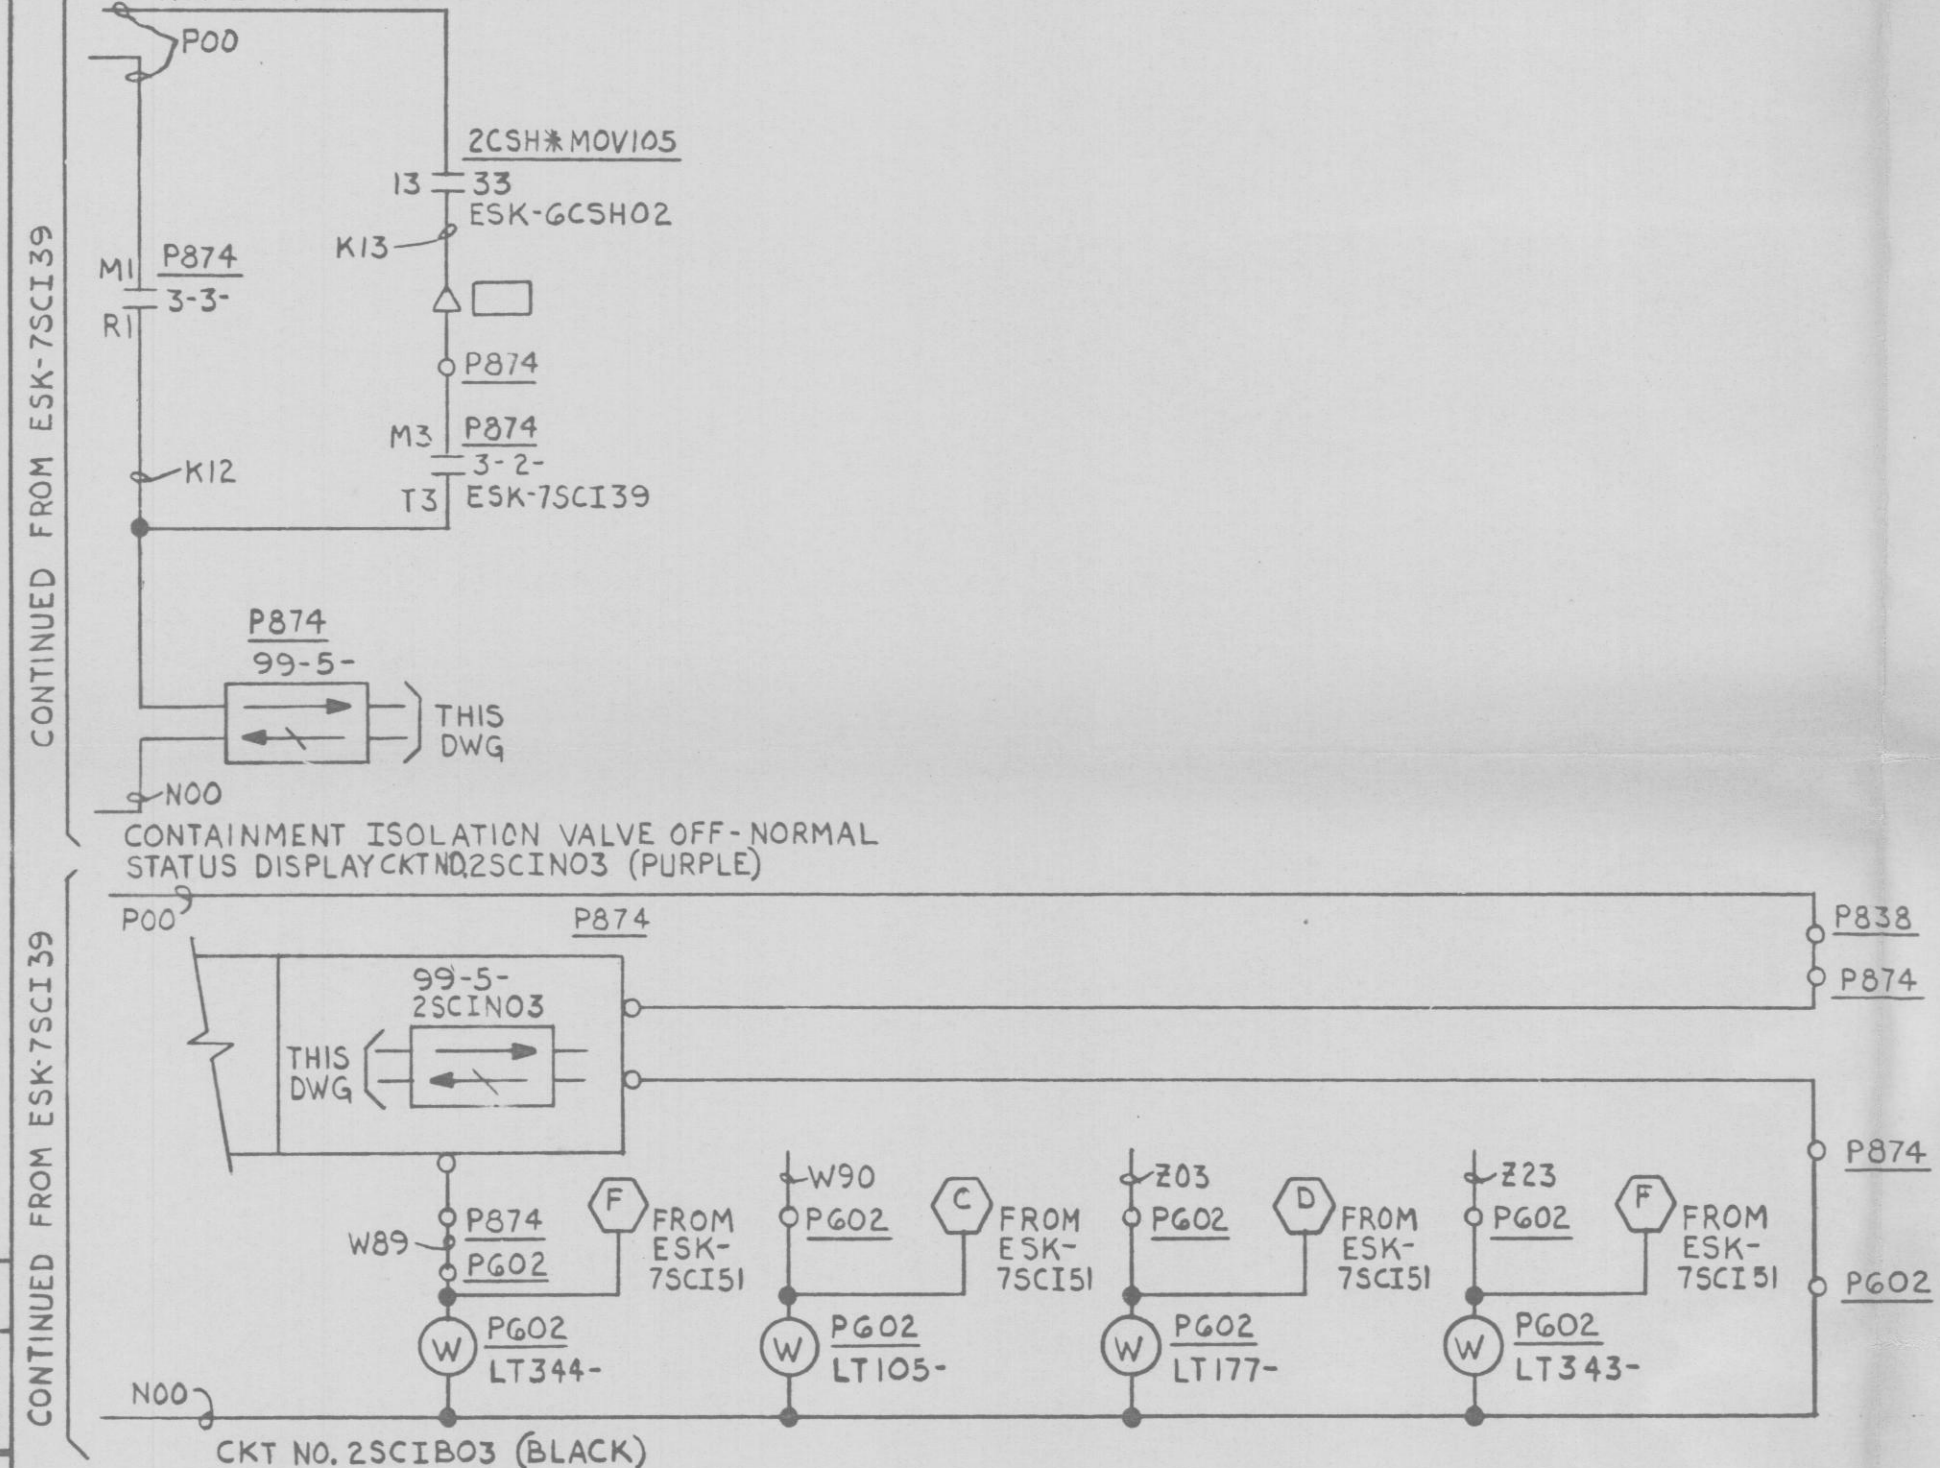 P00
2CSH*MOV105
13 33
ESK-6CSH02
K13
CONTINUED FROM ESK-7SCI39
M1 P874
3-3-
R1
P874
M3 P874
3-2-
T3 ESK-7SCI39
K12
P874
99-5-
THIS
DWG
N00
CONTAINMENT ISOLATION VALVE OFF-NORMAL
STATUS DISPLAY CKT NO. 2SCIN03 (PURPLE)
P00
P874
P838
P874
99-5-
2SCIN03
THIS
DWG
CONTINUED FROM ESK-7SCI39
P874
W89
P874
P602
F
FROM
ESK-
7SCI51
W90
P602
C
FROM
ESK-
7SCI51
Z03
P602
D
FROM
ESK-
7SCI51
Z23
P602
F
FROM
ESK-
7SCI51
P602
W P602
LT344-
W P602
LT105-
W P602
LT177-
W P602
LT343-
N00
CKT NO. 2SCIB03 (BLACK)